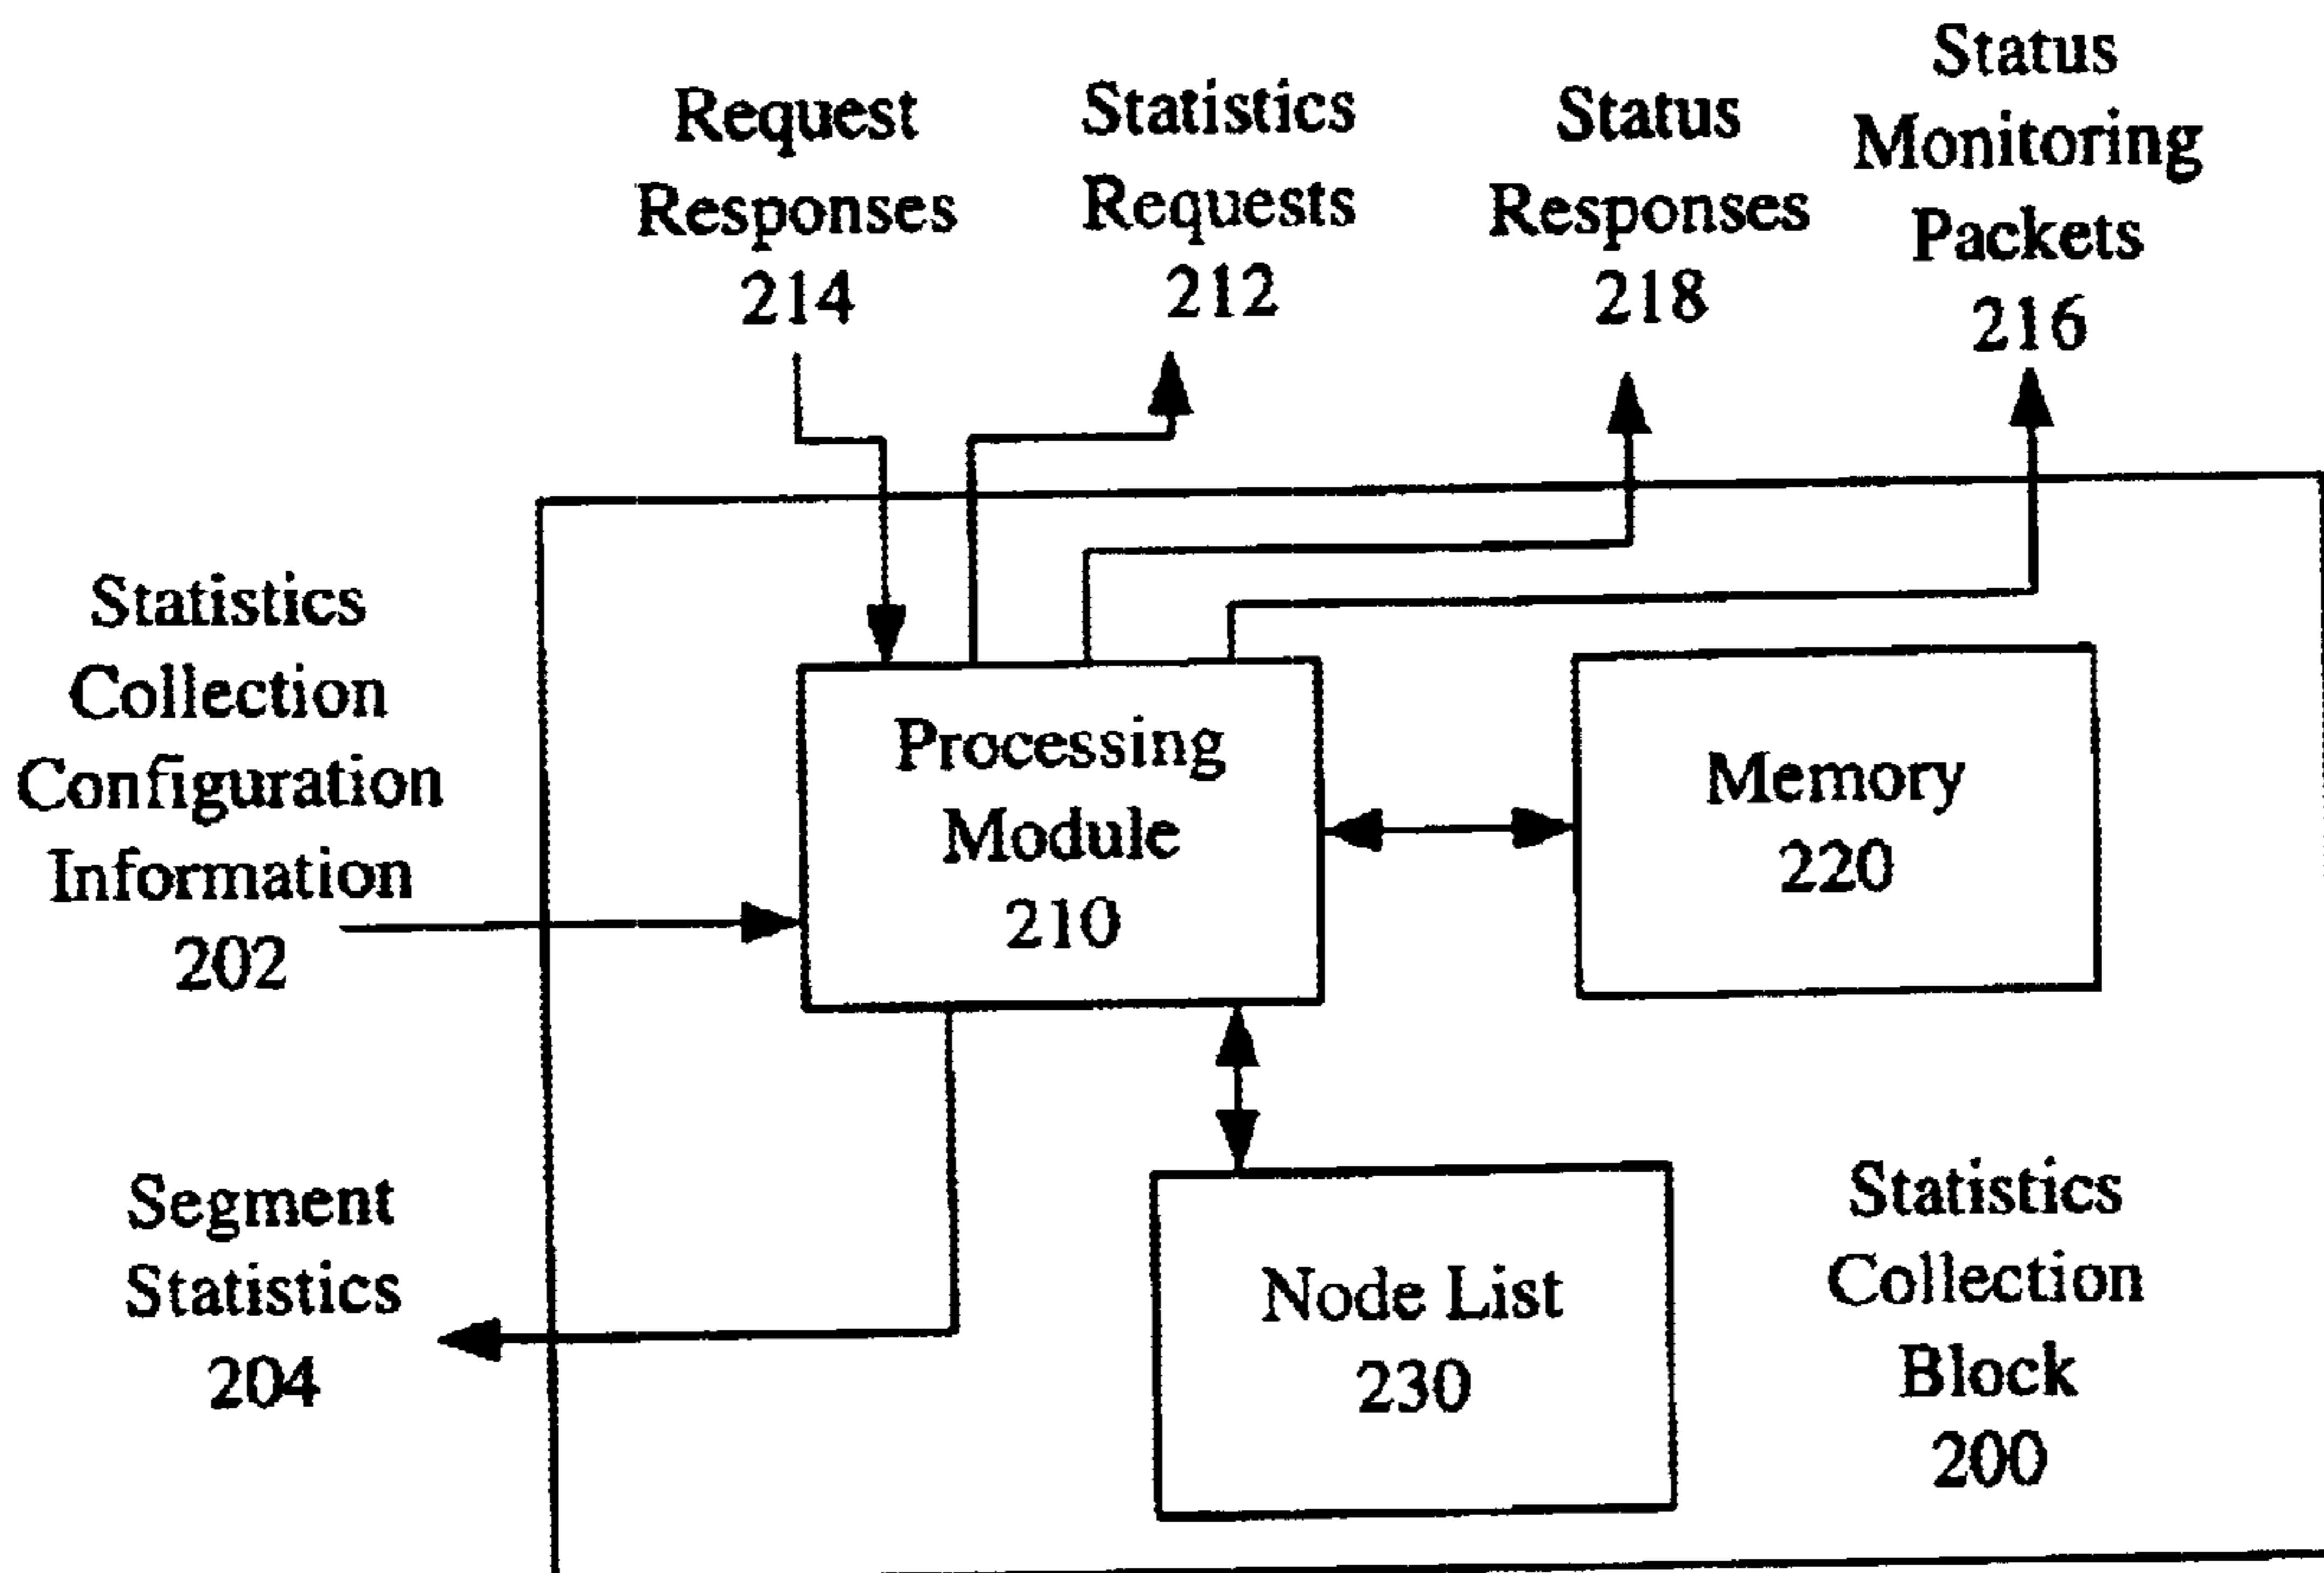 Request
Responses
214
Statistics
Requests
212
Status
Responses
218
Status
Monitoring
Packets
216
Statistics
Collection
Configuration
Information
202
Processing
Module
210
Memory
220
Segment
Statistics
204
Node List
230
Statistics
Collection
Block
200